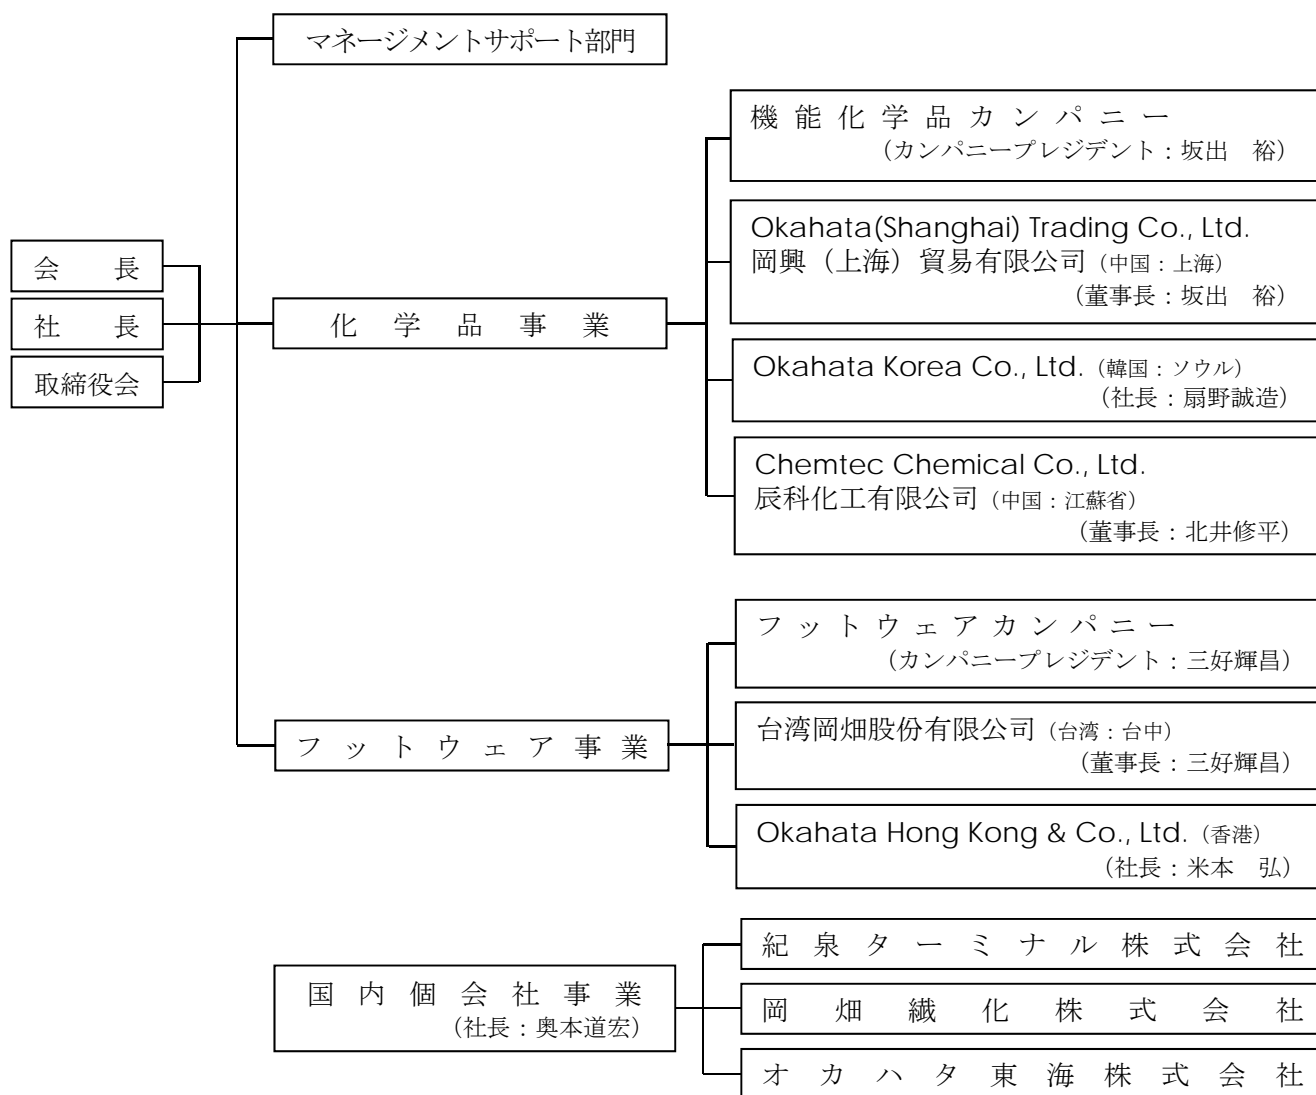 マネージメントサポート部門
機能化学品カンパニー
（カンパニープレジデント：坂出　裕）
Okahata(Shanghai) Trading Co., Ltd.
岡興（上海）貿易有限公司（中国：上海）
（董事長：坂出　裕）
会長
社長
取締役会
化学品事業
Okahata Korea Co., Ltd.（韓国：ソウル）
（社長：扇野誠造）
Chemtec Chemical Co., Ltd.
辰科化工有限公司（中国：江蘇省）
（董事長：北井修平）
フットウェアカンパニー
（カンパニープレジデント：三好輝昌）
フットウェア事業
台湾岡畑股份有限公司（台湾：台中）
（董事長：三好輝昌）
Okahata Hong Kong & Co., Ltd.（香港）
（社長：米本　弘）
国内個会社事業
（社長：奥本道宏）
紀泉ターミナル株式会社
岡畑繊化株式会社
オカハタ東海株式会社